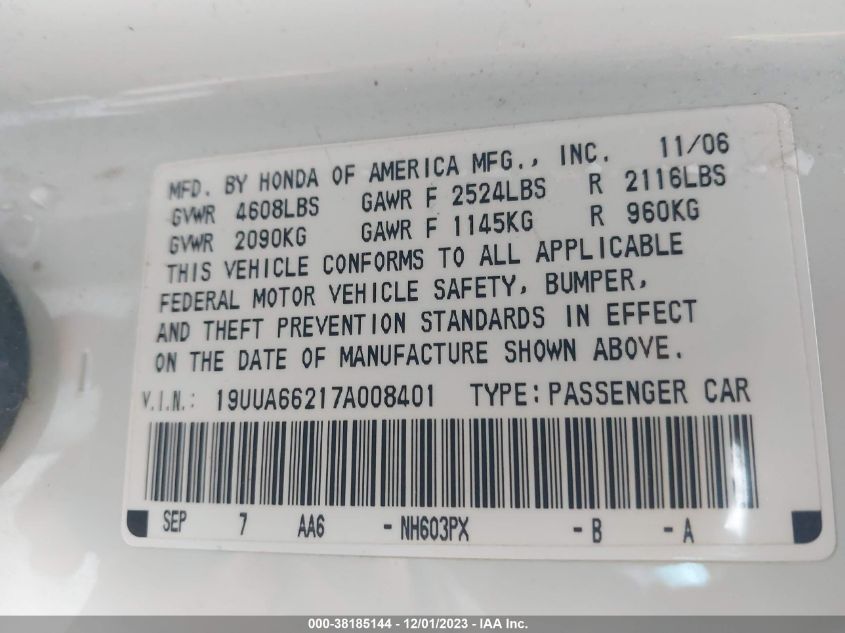 MFD. BY HONDA OF AMERICA MFG., INC. 11/06
GVWR 4608LBS GAWR F 2524LBS R 2116LBS
GVWR 2090KG GAWR F 1145KG R 960KG
THIS VEHICLE CONFORMS TO ALL APPLICABLE
FEDERAL MOTOR VEHICLE SAFETY, BUMPER,
AND THEFT PREVENTION STANDARDS IN EFFECT
ON THE DATE OF MANUFACTURE SHOWN ABOVE.
V.I.N.: 19UUA66217A008401 TYPE:PASSENGER CAR
SEP 7 AA6 -NH603PX -B -A
000-38185144 - 12/01/2023 - IAA Inc.